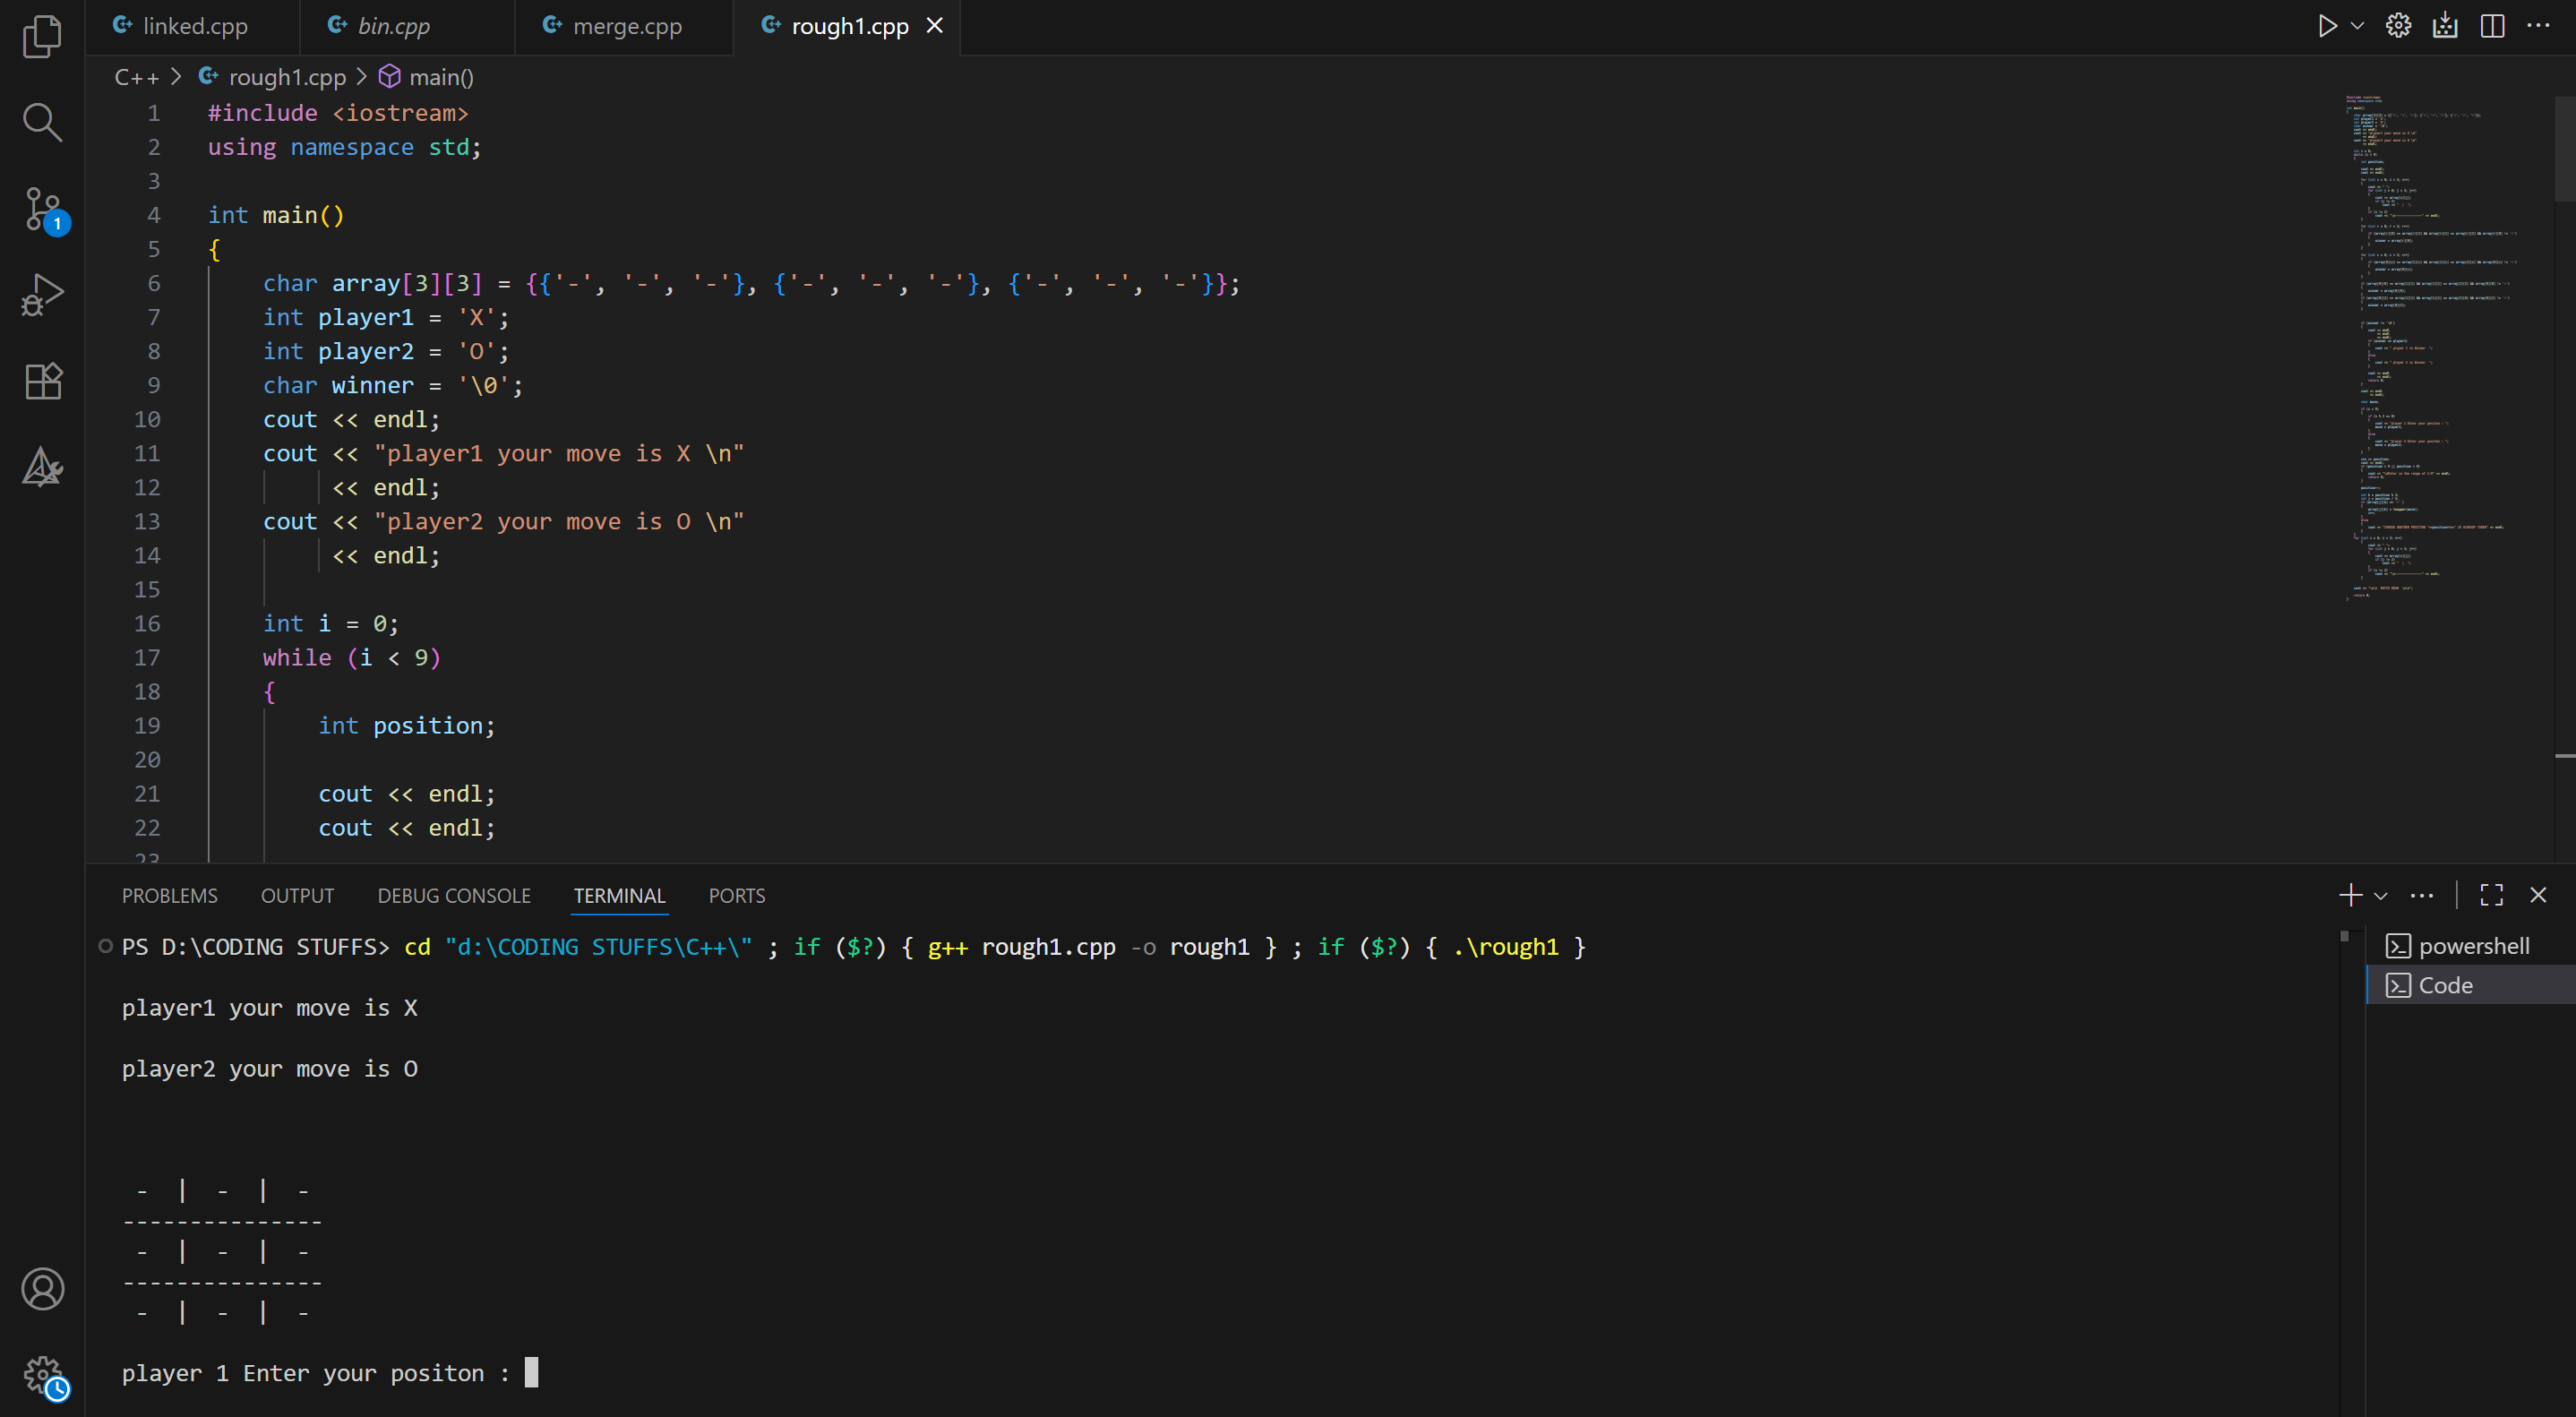 linked.cpp bin.cpp merge.cpp rough1.cpp
C++ > rough1.cpp > main()
1 #include <iostream>
2 using namespace std;
3
4 int main()
5 {
6 char array[3][3] = {{'-', '-', '-'}, {'-', '-', '-'}, {'-', '-', '-'}};
7 int player1 = 'X';
8 int player2 = 'O';
9 char winner = '\0';
10 cout << endl;
11 cout << "player1 your move is X \n"
12 << endl;
13 cout << "player2 your move is O \n"
14 << endl;
15
16 int i = 0;
17 while (i < 9)
18 {
19 int position;
20
21 cout << endl;
22 cout << endl;
23
1
PROBLEMS OUTPUT DEBUG CONSOLE TERMINAL PORTS
PS D:\CODING STUFFS> cd "d:\CODING STUFFS\C++\" ; if ($?) { g++ rough1.cpp -o rough1 } ; if ($?) { .\rough1 }
player1 your move is X
player2 your move is O
- | - | -
---------------
- | - | -
---------------
- | - | -
player 1 Enter your positon :
powershell
Code